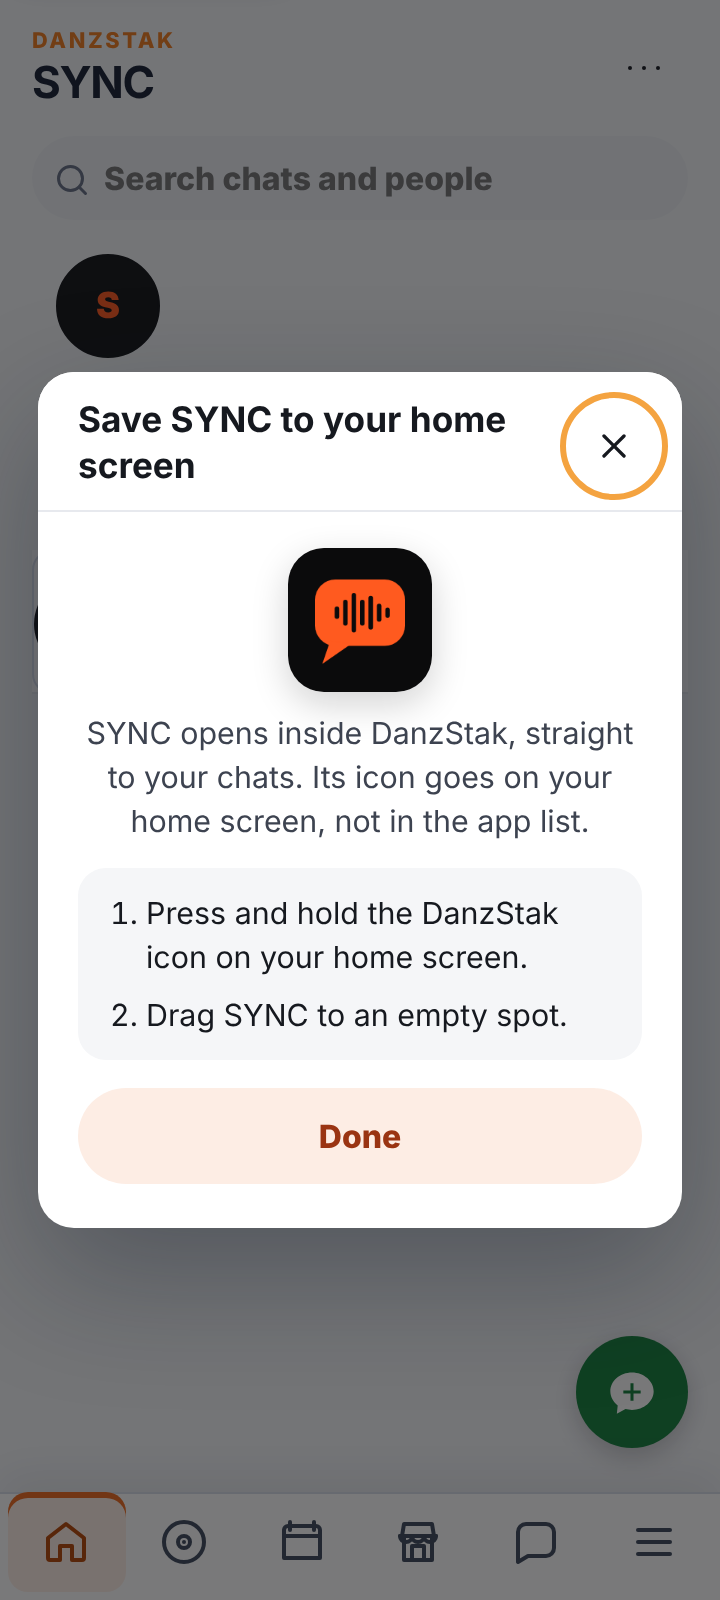 DANZSTAK
SYNC
Search chats and people
S
Save SYNC to your home
screen
SYNC opens inside DanzStak, straight
to your chats. Its icon goes on your
home screen, not in the app list.
1. Press and hold the DanzStak
icon on your home screen.
2. Drag SYNC to an empty spot.
Done